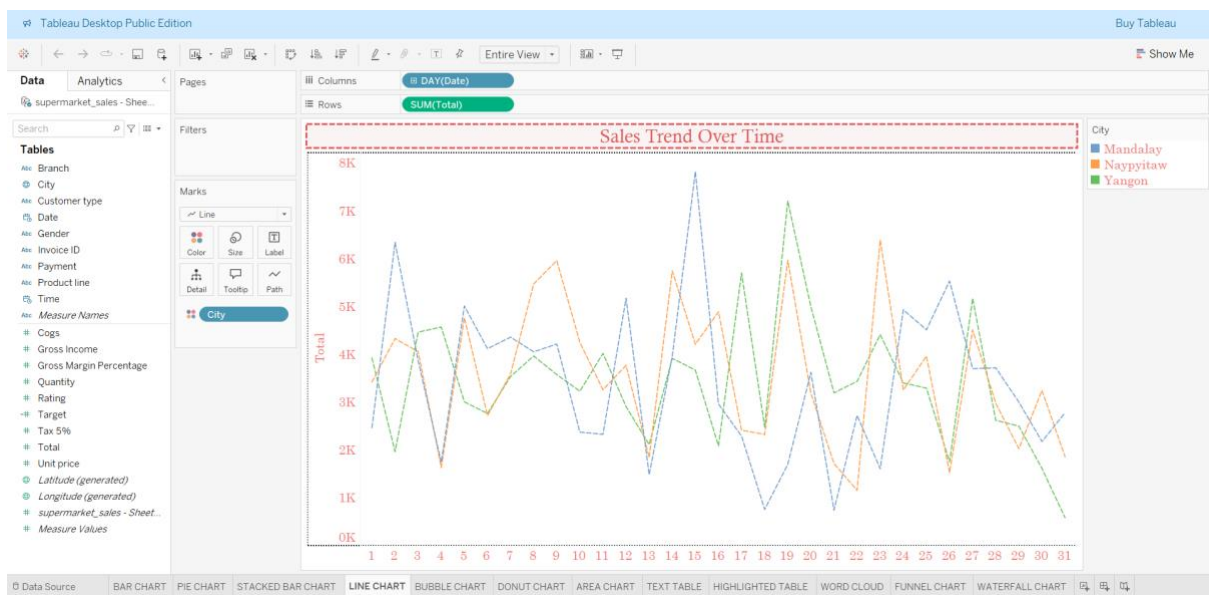 Tableau Desktop Public Edition
Buy Tableau
Entire View
Show Me
Data
Analytics
supermarket_sales - Shee...
Search
Tables
Abc Branch
City
Abc Customer type
Date
Abc Gender
Abc Invoice ID
Abc Payment
Abc Product line
Time
Abc Measure Names
# Cogs
# Gross Income
# Gross Margin Percentage
# Quantity
# Rating
=# Target
# Tax 5%
# Total
# Unit price
Latitude (generated)
Longitude (generated)
# supermarket_sales - Sheet...
# Measure Values
Pages
Filters
Marks
Line
Color
Size
Label
Detail
Tooltip
Path
City
Columns
DAY(Date)
Rows
SUM(Total)
Sales Trend Over Time
8K
7K
6K
5K
4K
3K
2K
1K
0K
Total
1 2 3 4 5 6 7 8 9 10 11 12 13 14 15 16 17 18 19 20 21 22 23 24 25 26 27 28 29 30 31
City
Mandalay
Naypyitaw
Yangon
Data Source
BAR CHART
PIE CHART
STACKED BAR CHART
LINE CHART
BUBBLE CHART
DONUT CHART
AREA CHART
TEXT TABLE
HIGHLIGHTED TABLE
WORD CLOUD
FUNNEL CHART
WATERFALL CHART